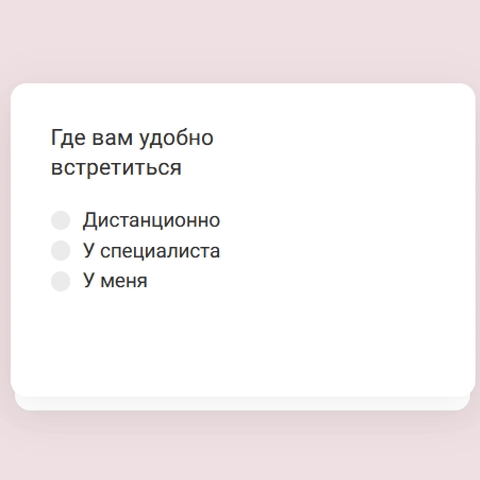 Где вам удобно
встретиться
Дистанционно
У специалиста
У меня